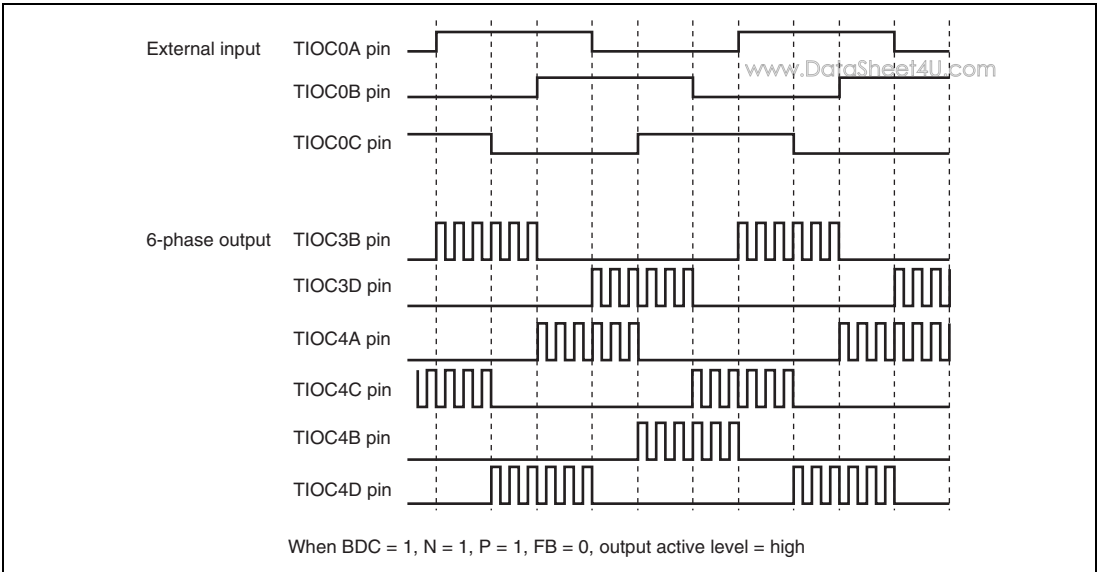 External input TIOC0A pin
www.DataSheet4U.com
TIOC0B pin
TIOC0C pin
6-phase output TIOC3B pin
TIOC3D pin
TIOC4A pin
TIOC4C pin
TIOC4B pin
TIOC4D pin
When BDC = 1, N = 1, P = 1, FB = 0, output active level = high